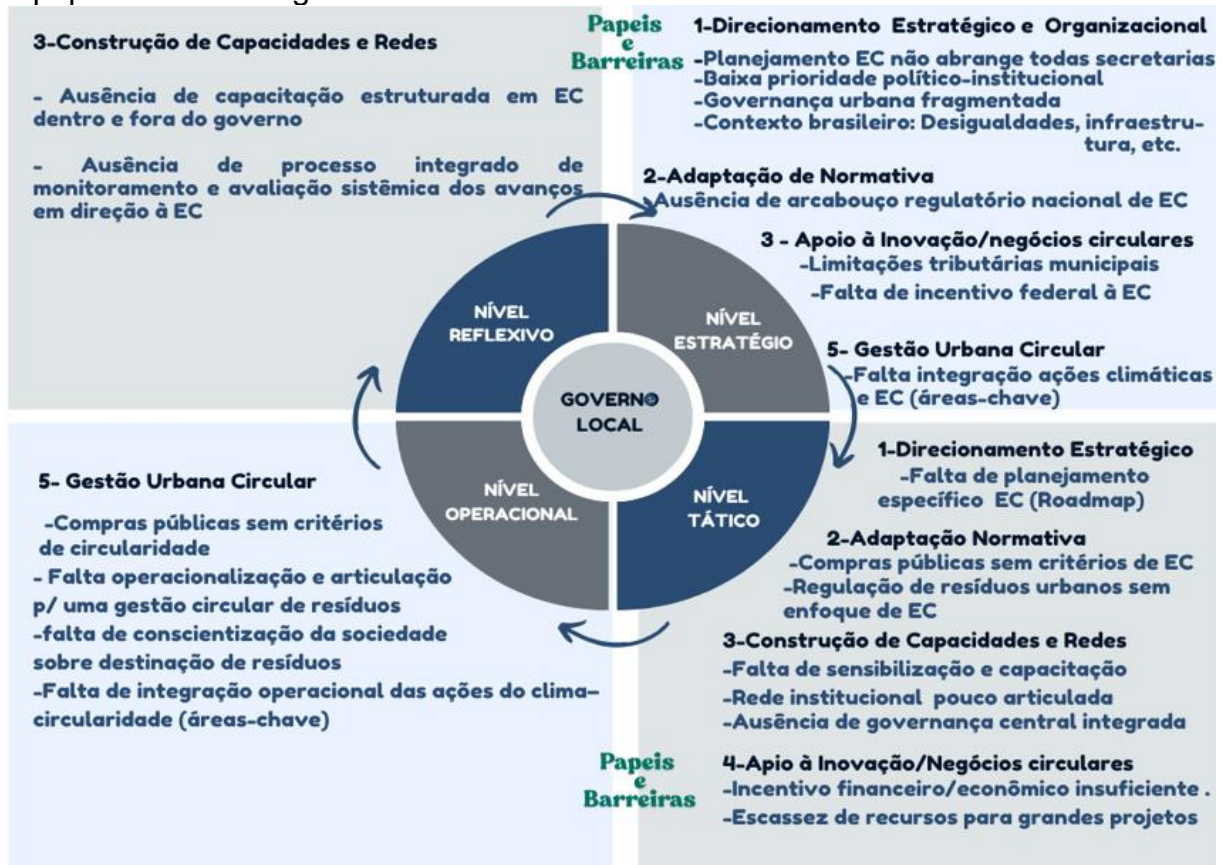 3-Construção de Capacidades e Redes
- Ausência de capacitação estruturada em EC
dentro e fora do governo
- Ausência de processo integrado de
monitoramento e avaliação sistêmica dos avanços
em direção à EC
Papeis
e
Barreiras
1-Direcionamento Estratégico e Organizacional
-Planejamento EC não abrange todas secretarias
-Baixa prioridade político-institucional
-Governança urbana fragmentada
-Contexto brasileiro: Desigualdades, infraestru-
tura, etc.
2-Adaptação de Normativa
-Ausência de arcabouço regulatório nacional de EC
3 - Apoio à Inovação/negócios circulares
-Limitações tributárias municipais
-Falta de incentivo federal à EC
5- Gestão Urbana Circular
-Falta integração ações climáticas
e EC (áreas-chave)
NÍVEL
REFLEXIVO
NÍVEL
ESTRATÉGIO
GOVERNO
LOCAL
NÍVEL
OPERACIONAL
NÍVEL
TÁTICO
5- Gestão Urbana Circular
-Compras públicas sem critérios
de circularidade
- Falta operacionalização e articulação
p/ uma gestão circular de resíduos
-falta de conscientização da sociedade
sobre destinação de resíduos
-Falta de integração operacional das ações do clima-
circularidade (áreas-chave)
1-Direcionamento Estratégico
-Falta de planejamento
específico EC (Roadmap)
2-Adaptação Normativa
-Compras públicas sem critérios de EC
-Regulação de resíduos urbanos sem
enfoque de EC
3-Construção de Capacidades e Redes
-Falta de sensibilização e capacitação
-Rede institucional pouco articulada
-Ausência de governança central integrada
Papeis
e
Barreiras
4-Apio à Inovação/Negócios circulares
-Incentivo financeiro/econômico insuficiente .
-Escassez de recursos para grandes projetos